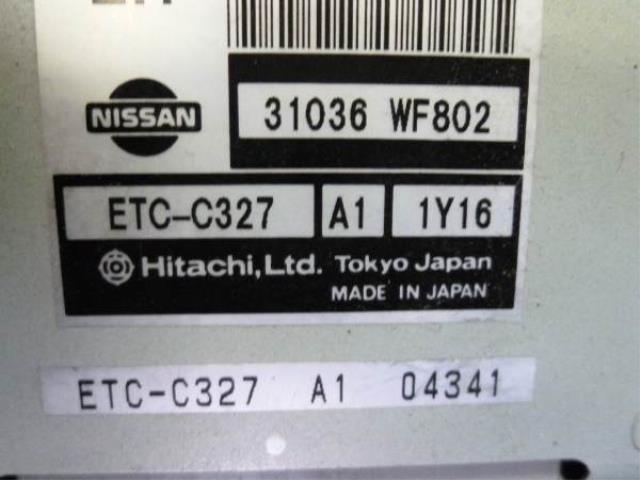 NISSAN
31036 WF802
ETC-C327 A1 1Y16
Hitachi, Ltd. Tokyo Japan
MADE IN JAPAN
ETC-C327 A1 04341